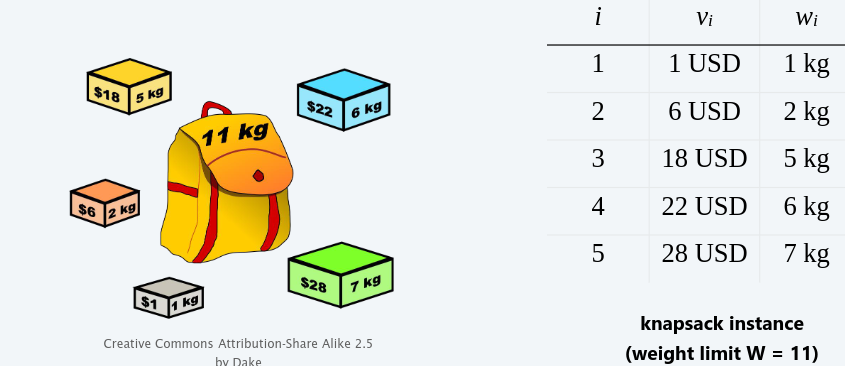 $18 5 kg
$22 6 kg
11 kg
$6 2 kg
$28 7 kg
$1 1 kg
Creative Commons Attribution-Share Alike 2.5
by Dake
i vi wi
1 1 USD 1 kg
2 6 USD 2 kg
3 18 USD 5 kg
4 22 USD 6 kg
5 28 USD 7 kg
knapsack instance
(weight limit W = 11)